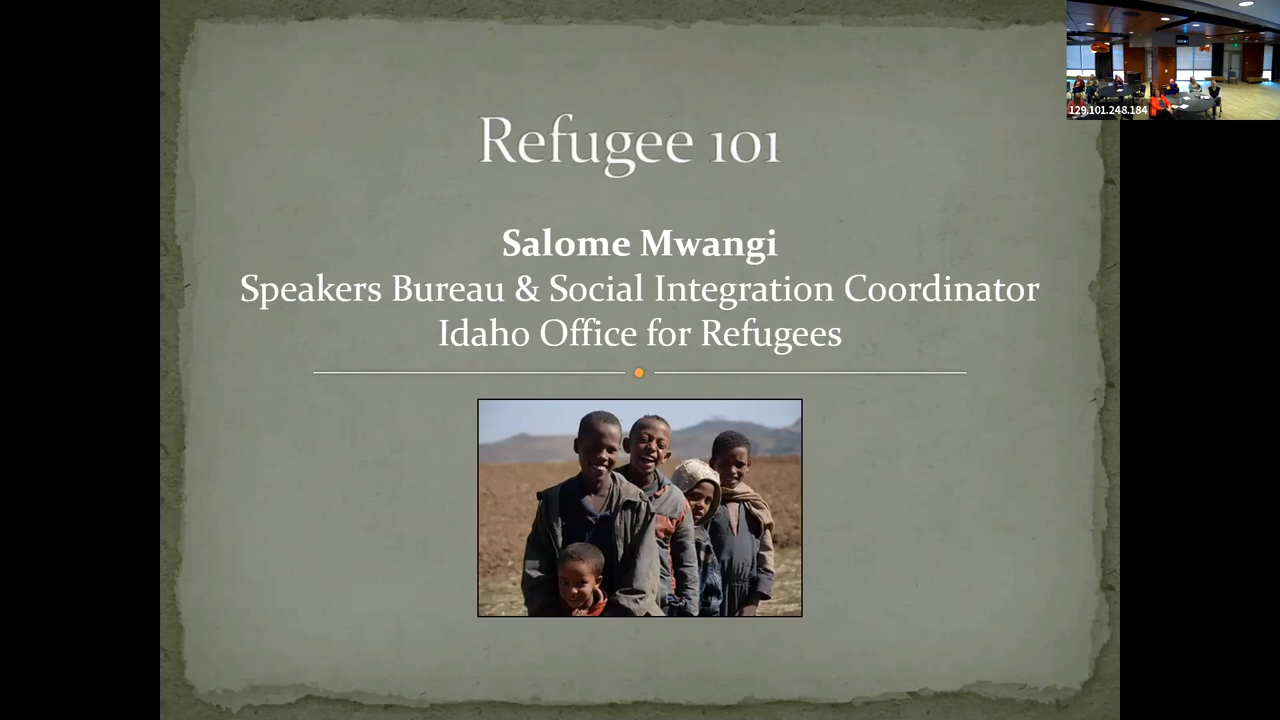 Refugee 101
Salome Mwangi
Speakers Bureau & Social Integration Coordinator
Idaho Office for Refugees
129.101.248.184